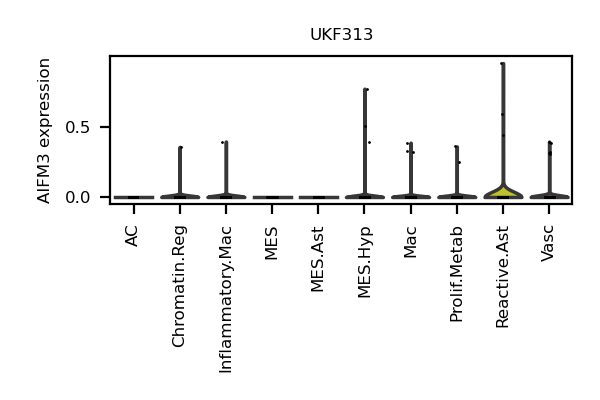 UKF313
AIFM3 expression
0.5
0.0
AC
Chromatin.Reg
Inflammatory.Mac
MES
MES.Ast
MES.Hyp
Mac
Prolif.Metab
Reactive.Ast
Vasc